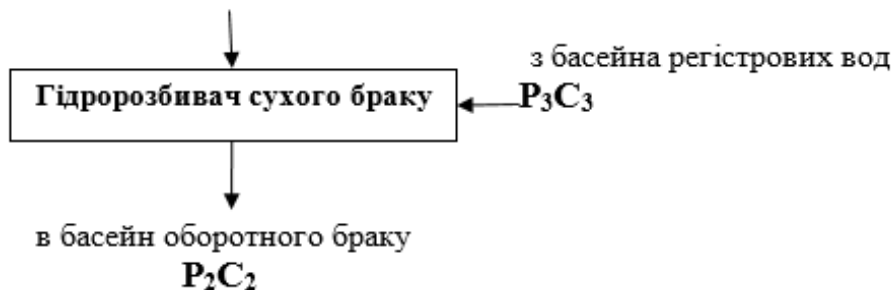 з басейна регістрових вод
Гідророзбивач сухого браку
P₃C₃
в басейн оборотного браку
P₂C₂